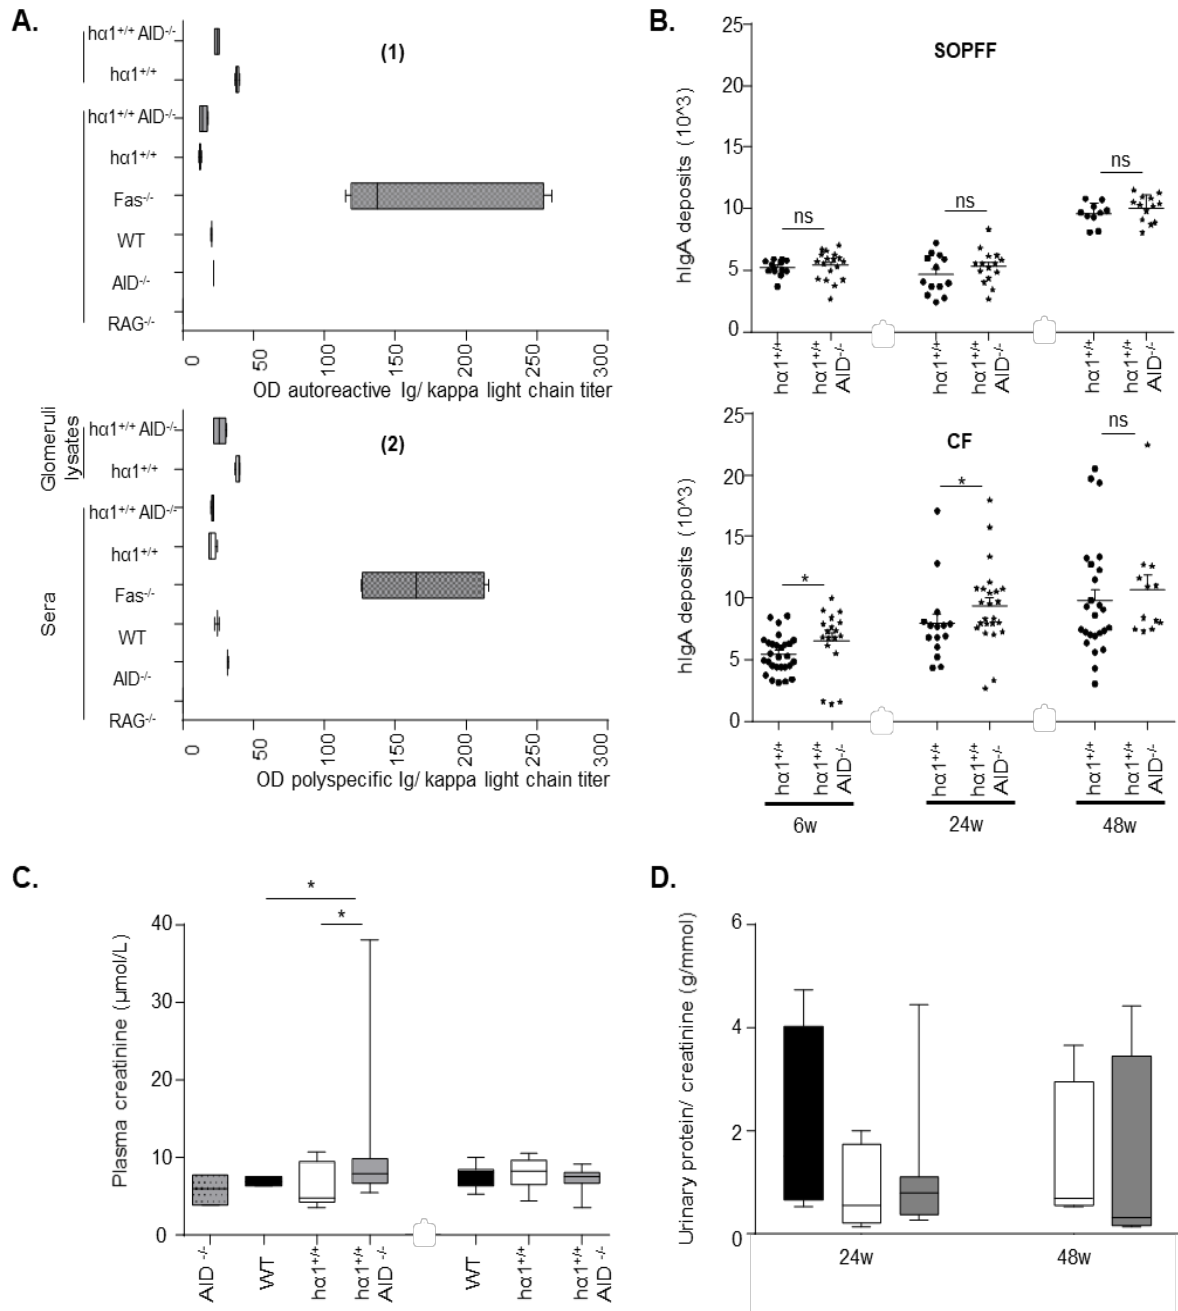 A.
hα1+/+ AID-/-
hα1+/+
hα1+/+ AID-/-
hα1+/+
Fas-/-
WT
AID-/-
RAG-/-
(1)
0 50 100 150 200 250 300
OD autoreactive Ig/ kappa light chain titer
Glomeruli
lysates
Sera
hα1+/+ AID-/-
hα1+/+
hα1+/+ AID-/-
hα1+/+
Fas-/-
WT
AID-/-
RAG-/-
(2)
0 50 100 150 200 250 300
OD polyspecific Ig/ kappa light chain titer
B.
SOPFF
hIgA deposits (10^3)
25
20
15
10
5
0
ns
ns
ns
hα1+/+
hα1+/+
AID-/-
hα1+/+
hα1+/+
AID-/-
hα1+/+
hα1+/+
AID-/-
CF
hIgA deposits (10^3)
25
20
15
10
5
0
*
*
ns
hα1+/+
hα1+/+
AID-/-
hα1+/+
hα1+/+
AID-/-
hα1+/+
hα1+/+
AID-/-
6w 24w 48w
C.
Plasma creatinine (µmol/L)
40
30
20
10
0
*
*
AID -/-
WT
hα1+/+
hα1+/+
AID -/-
WT
hα1+/+
hα1+/+
AID -/-
D.
Urinary protein/ creatinine (g/mmol)
6
4
2
0
24w 48w